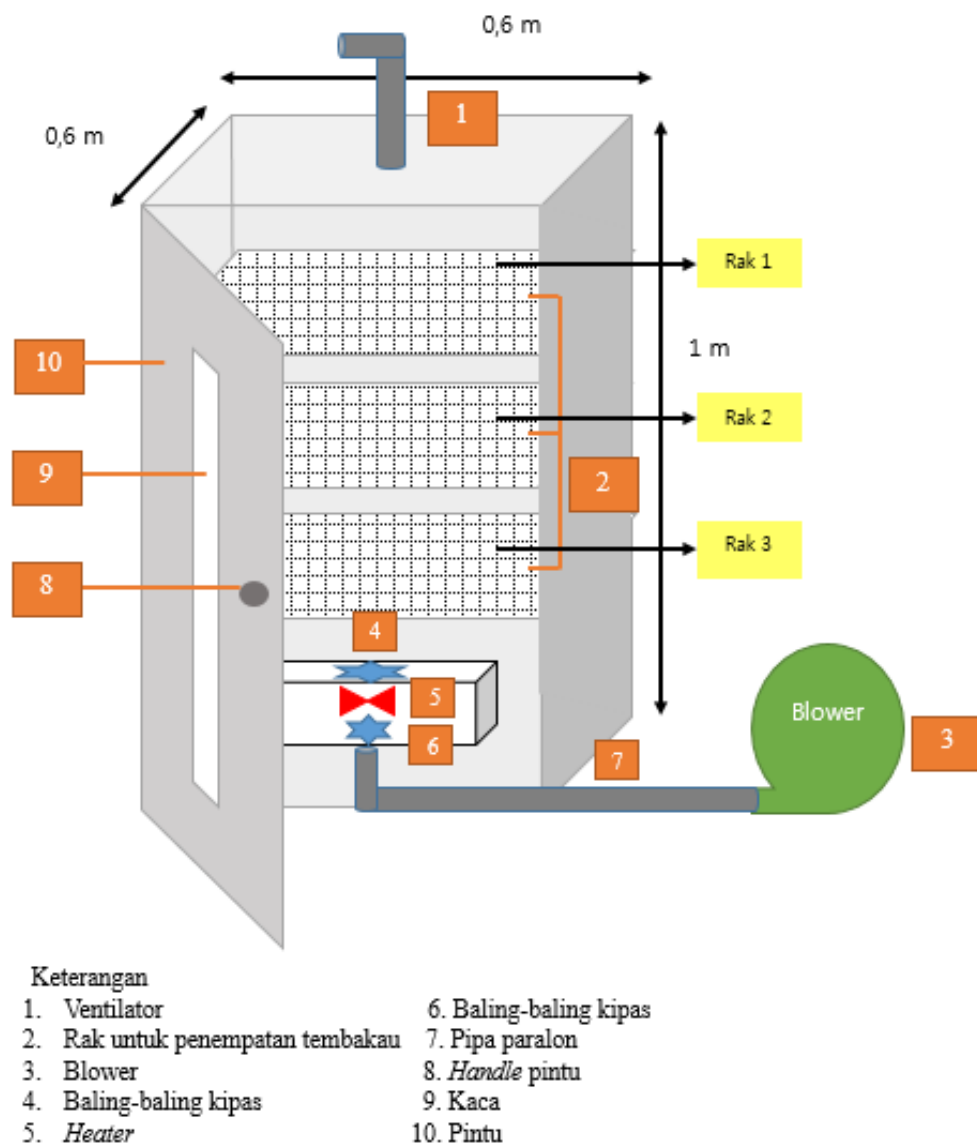 0,6 m
1
0,6 m
Rak 1
10
1 m
Rak 2
9
2
Rak 3
8
4
5
Blower
3
6
7
Keterangan
1. Ventilator
2. Rak untuk penempatan tembakau
3. Blower
4. Baling-baling kipas
5. Heater
6. Baling-baling kipas
7. Pipa paralon
8. Handle pintu
9. Kaca
10. Pintu